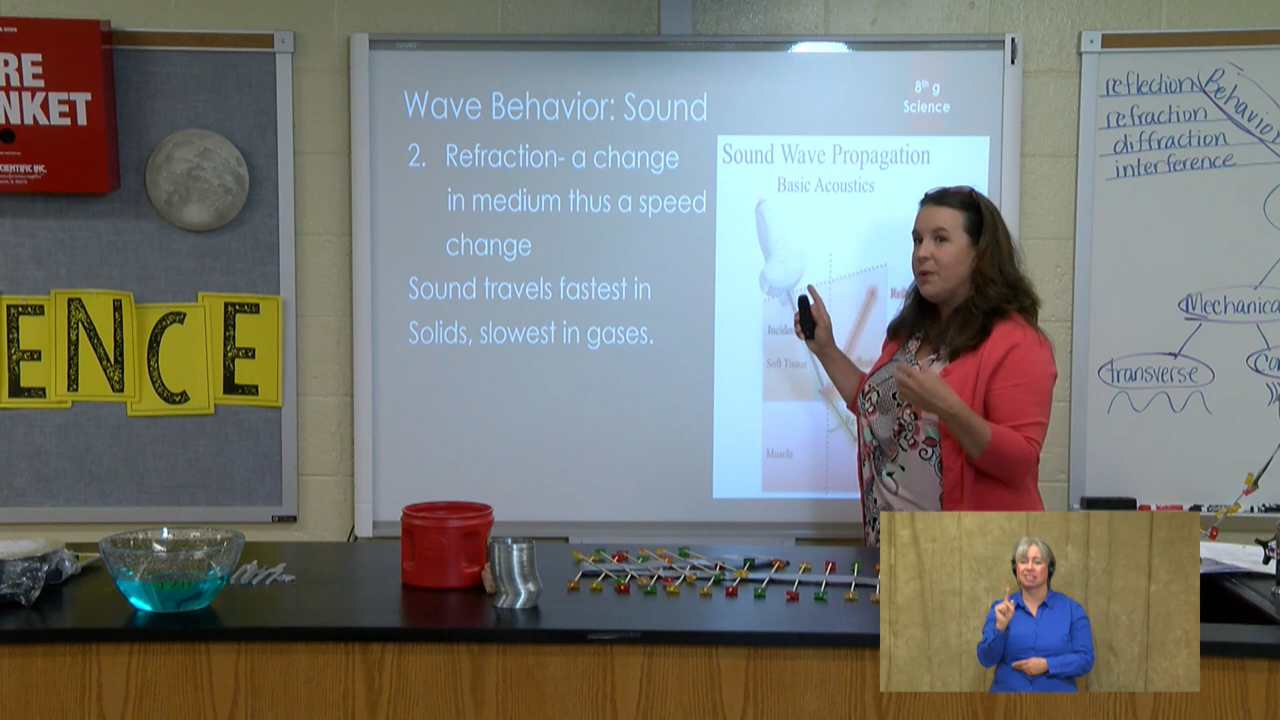 RE
NKET
ENCE
Wave Behavior: Sound
8th g
Science
2. Refraction- a change
in medium thus a speed
change
Sound travels fastest in
Solids, slowest in gases.
Sound Wave Propagation
Basic Acoustics
Soft Tissue
Muscle
reflection
refraction
diffraction
interference
Behavio
Mechanica
transverse